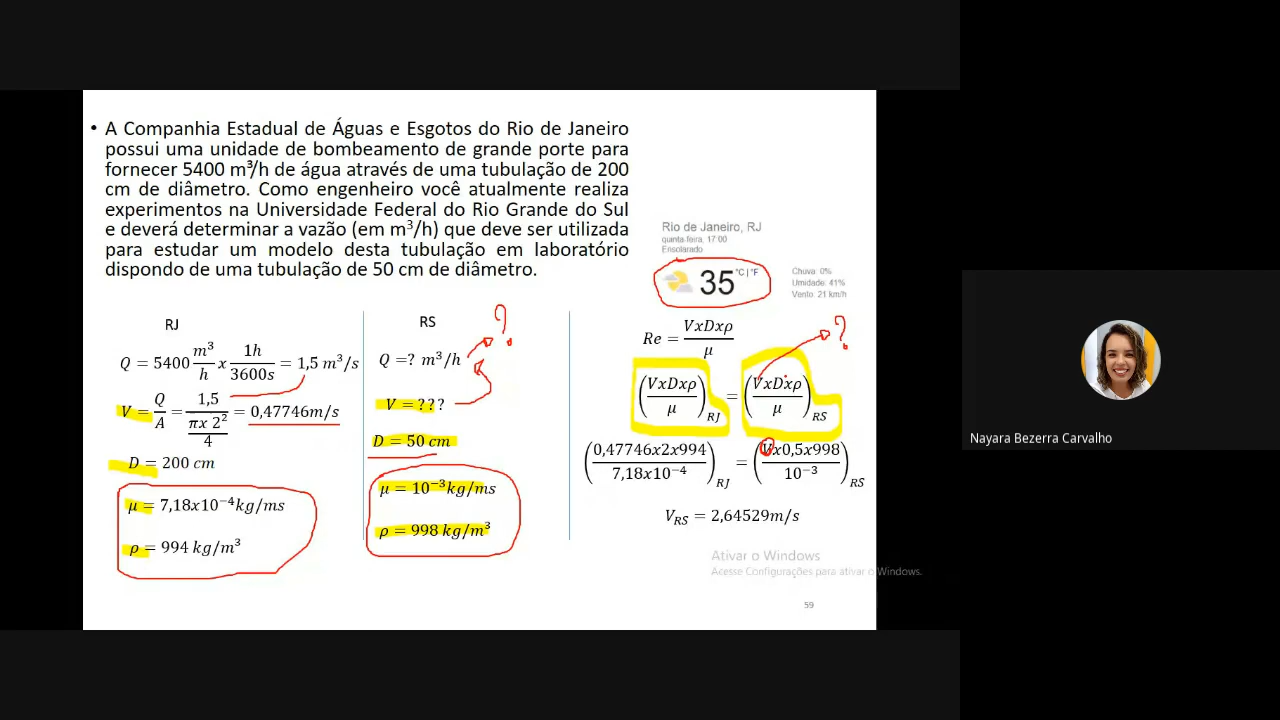 • A Companhia Estadual de Águas e Esgotos do Rio de Janeiro
possui uma unidade de bombeamento de grande porte para
fornecer 5400 m³/h de água através de uma tubulação de 200
cm de diâmetro. Como engenheiro você atualmente realiza
experimentos na Universidade Federal do Rio Grande do Sul
e deverá determinar a vazão (em m³/h) que deve ser utilizada
para estudar um modelo desta tubulação em laboratório
dispondo de uma tubulação de 50 cm de diâmetro.
Rio de Janeiro, RJ
quinta-feira, 17:00
Ensolarado
35 °C | °F
Chuva: 0%
Umidade: 41%
Vento: 21 km/h
RJ
Q = 5400 m³/h x 1h/3600s = 1,5 m³/s
V = Q/A = 1,5/(πx 2²/4) = 0,47746m/s
D = 200 cm
μ = 7,18x10⁻⁴kg/ms
ρ = 994 kg/m³
RS
?
Q =? m³/h
V = ???
D = 50 cm
μ = 10⁻³kg/ms
ρ = 998 kg/m³
?
Re = VxDxρ/μ
(VxDxρ/μ)RJ = (VxDxρ/μ)RS
(0,47746x2x994/7,18x10⁻⁴)RJ = (Vx0,5x998/10⁻³)RS
VRS = 2,64529m/s
Ativar o Windows
Acesse Configurações para ativar o Windows.
59
Nayara Bezerra Carvalho